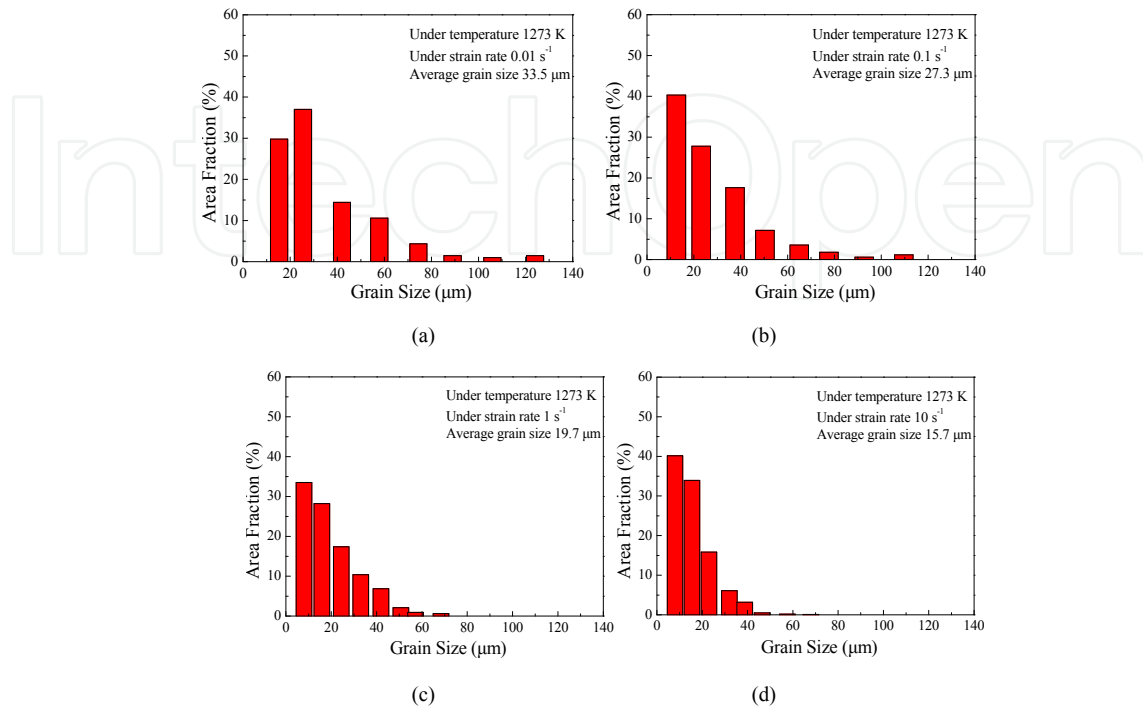 IntechOpen
60
50
40
30
20
10
0
Area Fraction (%)
Under temperature 1273 K
Under strain rate 0.01 s⁻¹
Average grain size 33.5 μm
0 20 40 60 80 100 120 140
Grain Size (μm)
(a)
60
50
40
30
20
10
0
Area Fraction (%)
Under temperature 1273 K
Under strain rate 0.1 s⁻¹
Average grain size 27.3 μm
0 20 40 60 80 100 120 140
Grain Size (μm)
(b)
60
50
40
30
20
10
0
Area Fraction (%)
Under temperature 1273 K
Under strain rate 1 s⁻¹
Average grain size 19.7 μm
0 20 40 60 80 100 120 140
Grain Size (μm)
(c)
60
50
40
30
20
10
0
Area Fraction (%)
Under temperature 1273 K
Under strain rate 10 s⁻¹
Average grain size 15.7 μm
0 20 40 60 80 100 120 140
Grain Size (μm)
(d)